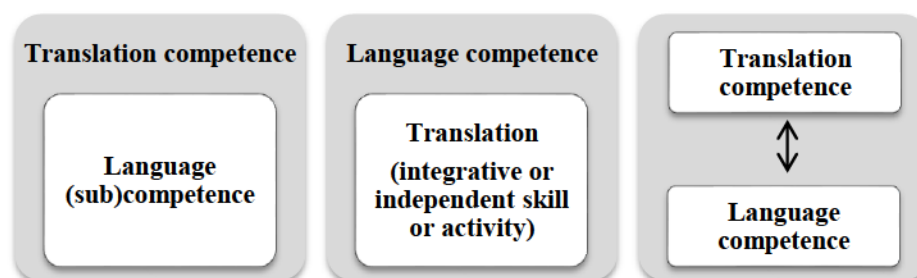 Translation competence
Language
(sub)competence
Language competence
Translation
(integrative or
independent skill
or activity)
Translation
competence
Language
competence